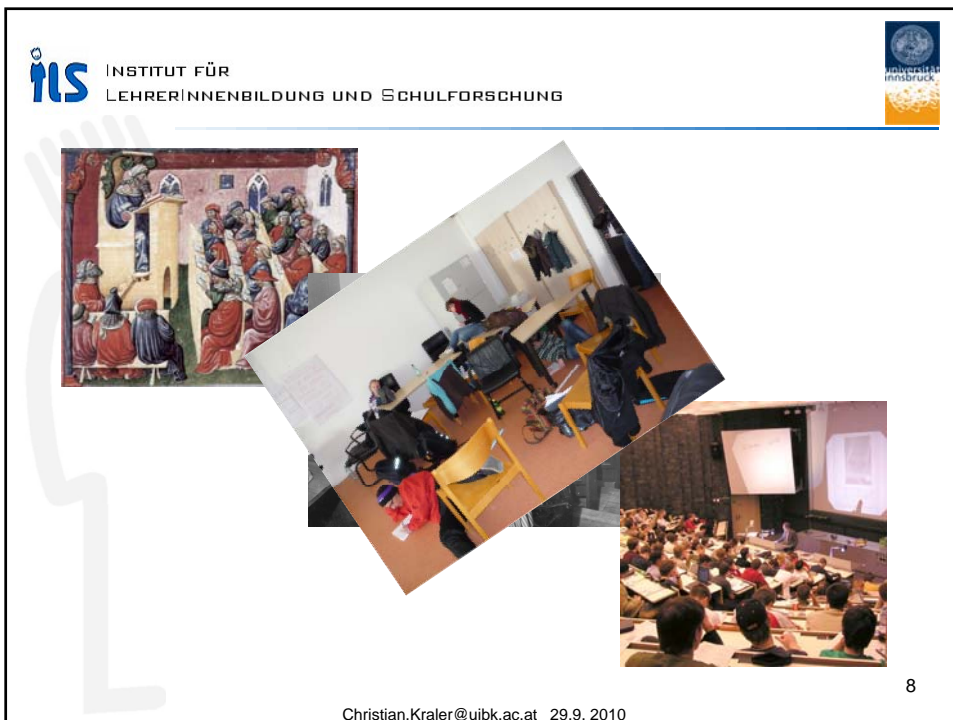 ILS
INSTITUT FÜR
LEHRERINNENBILDUNG UND SCHULFORSCHUNG
universität
innsbruck
8
Christian.Kraler@uibk.ac.at 29.9. 2010